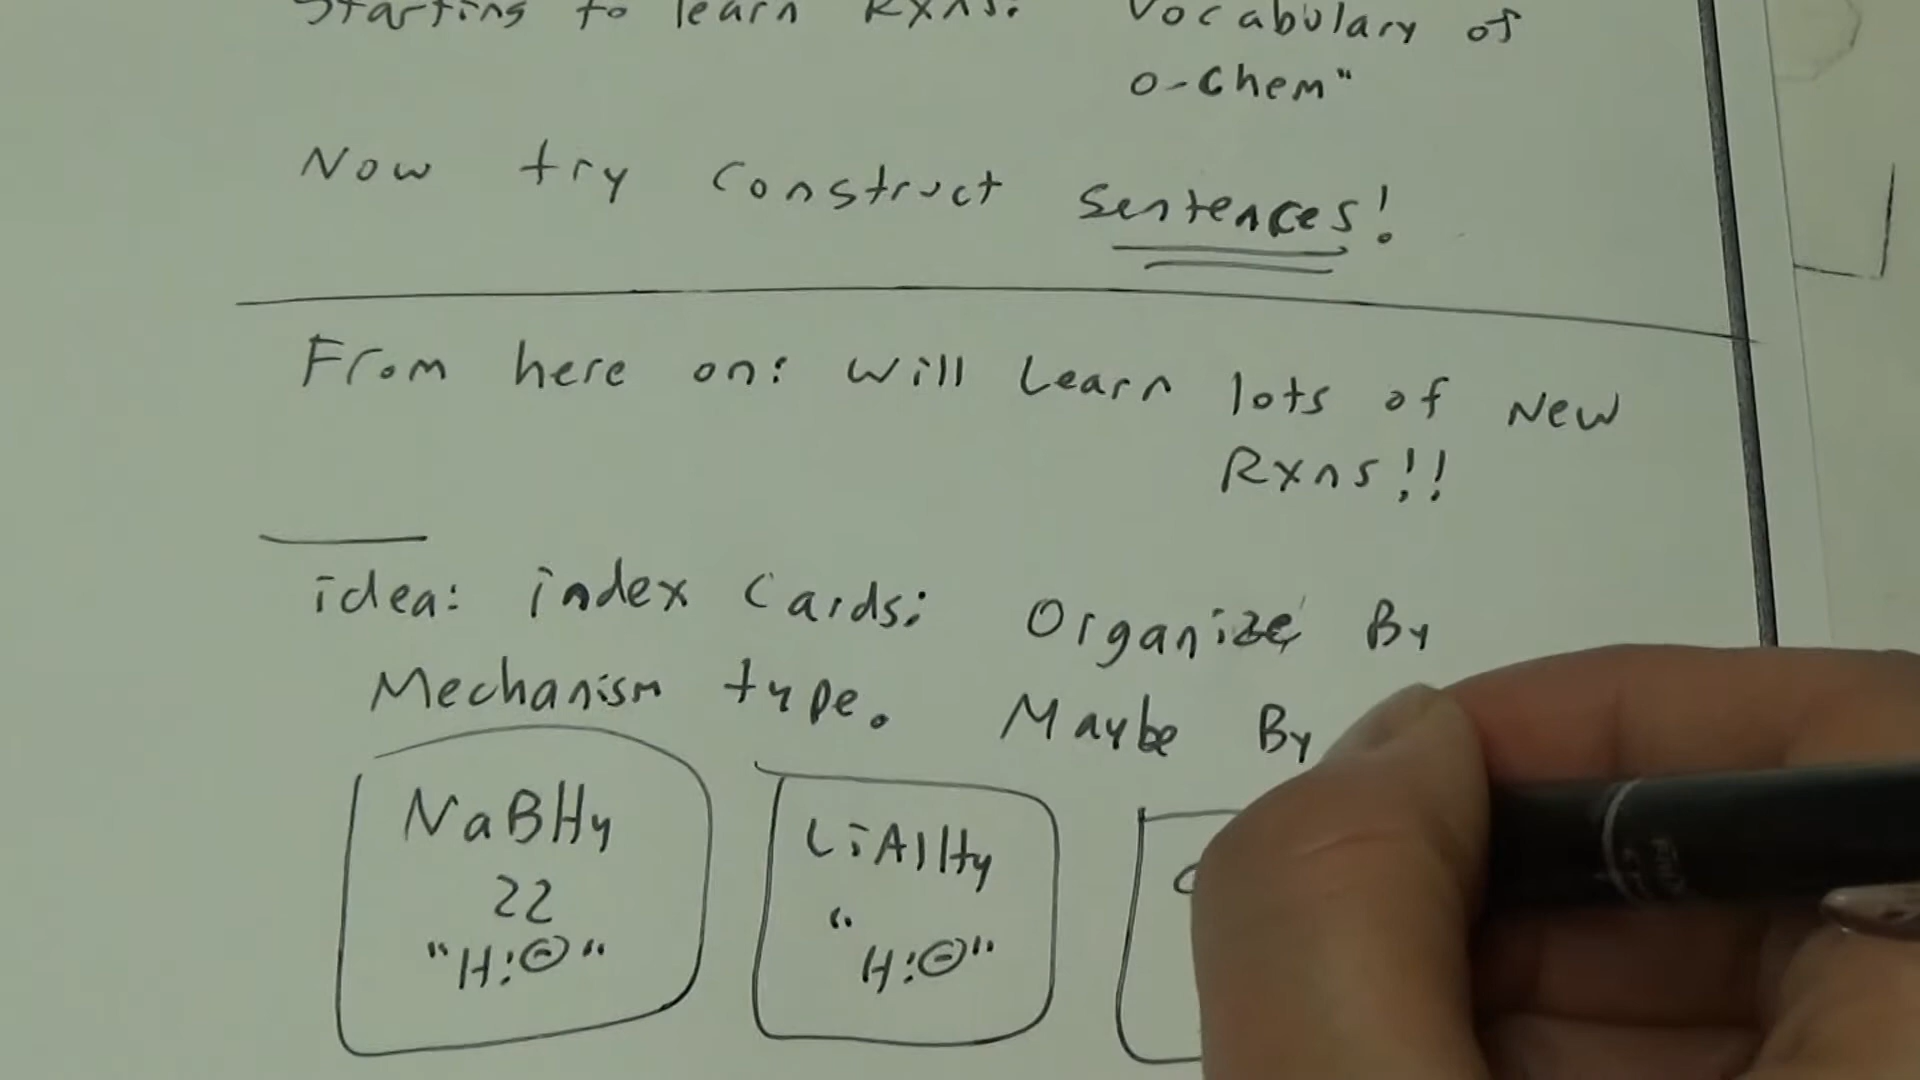 Starting to learn Rxns: Vocabulary of
o-Chem"
Now try construct sentences!
From here on: will Learn lots of New
Rxns!!
idea: index Cards: Organize By
Mechanism type. Maybe By
NaBH4
22
"H:⊖"
LiAlH4
"H:⊖"